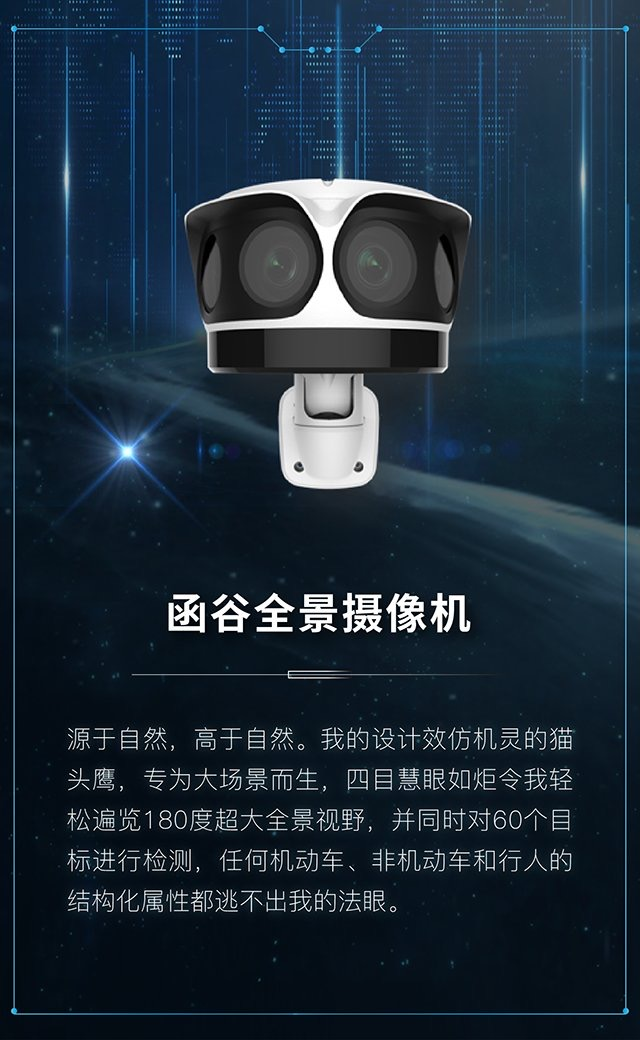 函谷全景摄像机
源于自然，高于自然。我的设计效仿机灵的猫
头鹰，专为大场景而生，四目慧眼如炬令我轻
松遍览180度超大全景视野，并同时对60个目
标进行检测，任何机动车、非机动车和行人的
结构化属性都逃不出我的法眼。